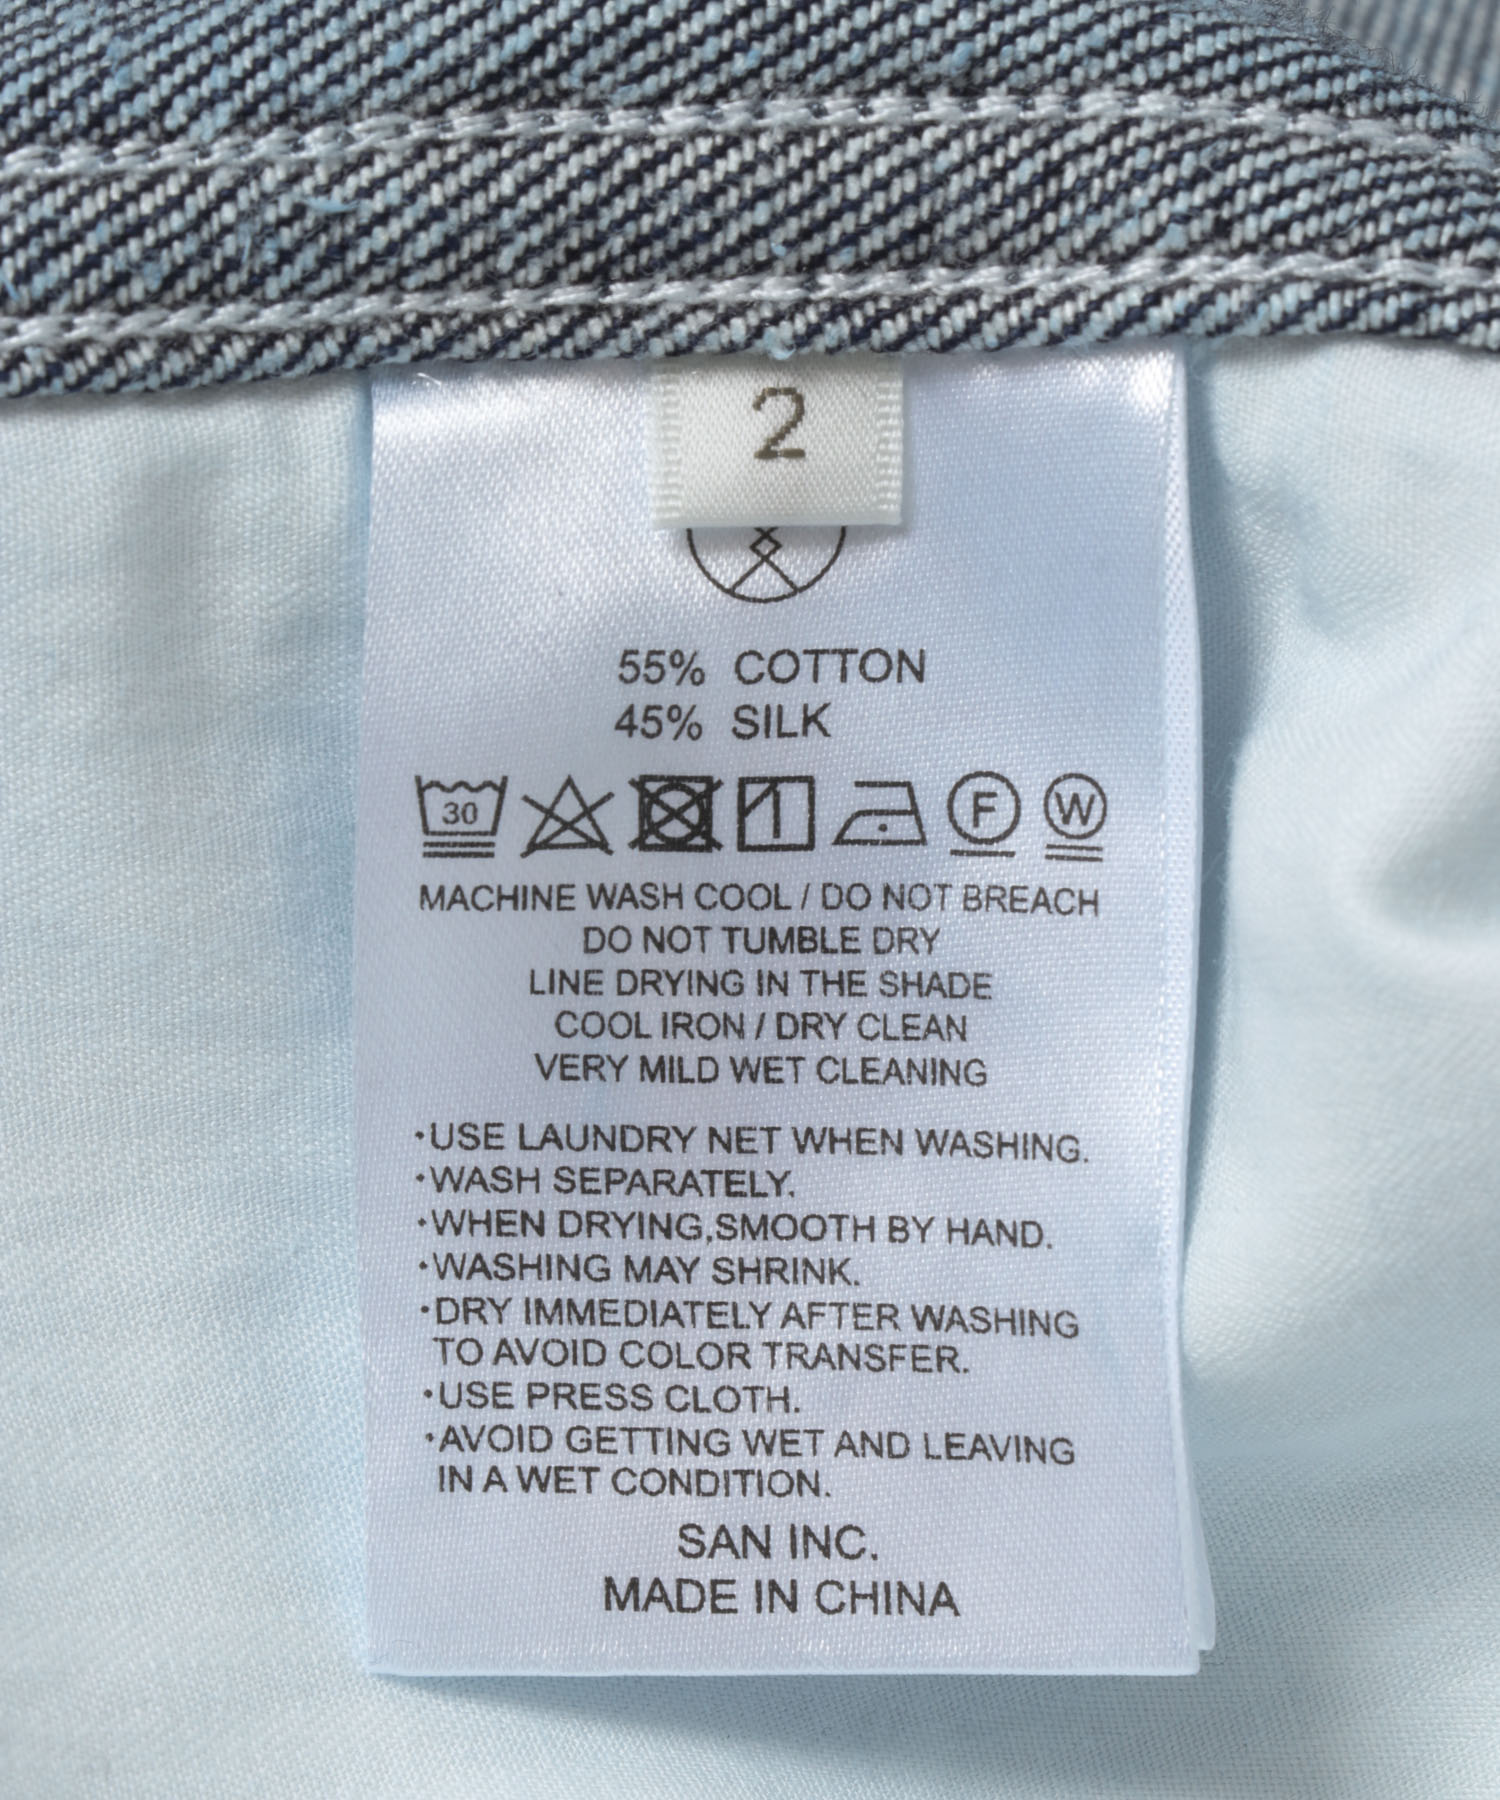 2
55% COTTON
45% SILK
30 F W
MACHINE WASH COOL / DO NOT BREACH
DO NOT TUMBLE DRY
LINE DRYING IN THE SHADE
COOL IRON / DRY CLEAN
VERY MILD WET CLEANING
·USE LAUNDRY NET WHEN WASHING.
·WASH SEPARATELY.
·WHEN DRYING,SMOOTH BY HAND.
·WASHING MAY SHRINK.
·DRY IMMEDIATELY AFTER WASHING
TO AVOID COLOR TRANSFER.
·USE PRESS CLOTH.
·AVOID GETTING WET AND LEAVING
IN A WET CONDITION.
SAN INC.
MADE IN CHINA